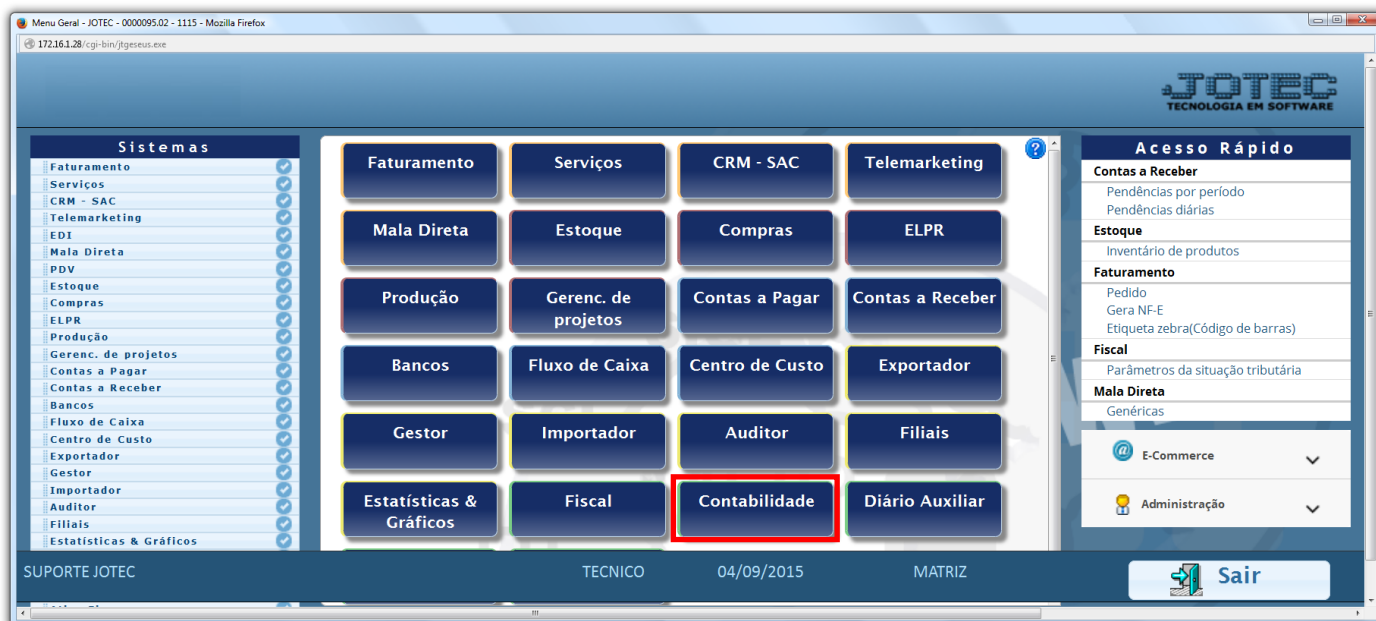 Menu Geral - JOTEC - 0000095.02 - 1115 - Mozilla Firefox
172.16.1.28/cgi-bin/jtgeseus.exe
JOTEC
TECNOLOGIA EM SOFTWARE
Sistemas
Faturamento
Serviços
CRM - SAC
Telemarketing
EDI
Mala Direta
PDV
Estoque
Compras
ELPR
Produção
Gerenc. de projetos
Contas a Pagar
Contas a Receber
Bancos
Fluxo de Caixa
Centro de Custo
Exportador
Gestor
Importador
Auditor
Filiais
Estatísticas & Gráficos
Faturamento
Serviços
CRM - SAC
Telemarketing
Mala Direta
Estoque
Compras
ELPR
Produção
Gerenc. de
projetos
Contas a Pagar
Contas a Receber
Bancos
Fluxo de Caixa
Centro de Custo
Exportador
Gestor
Importador
Auditor
Filiais
Estatísticas &
Gráficos
Fiscal
Contabilidade
Diário Auxiliar
?
Acesso Rápido
Contas a Receber
Pendências por período
Pendências diárias
Estoque
Inventário de produtos
Faturamento
Pedido
Gera NF-E
Etiqueta zebra(Código de barras)
Fiscal
Parâmetros da situação tributária
Mala Direta
Genéricas
@ E-Commerce
Administração
SUPORTE JOTEC TECNICO 04/09/2015 MATRIZ
Sair